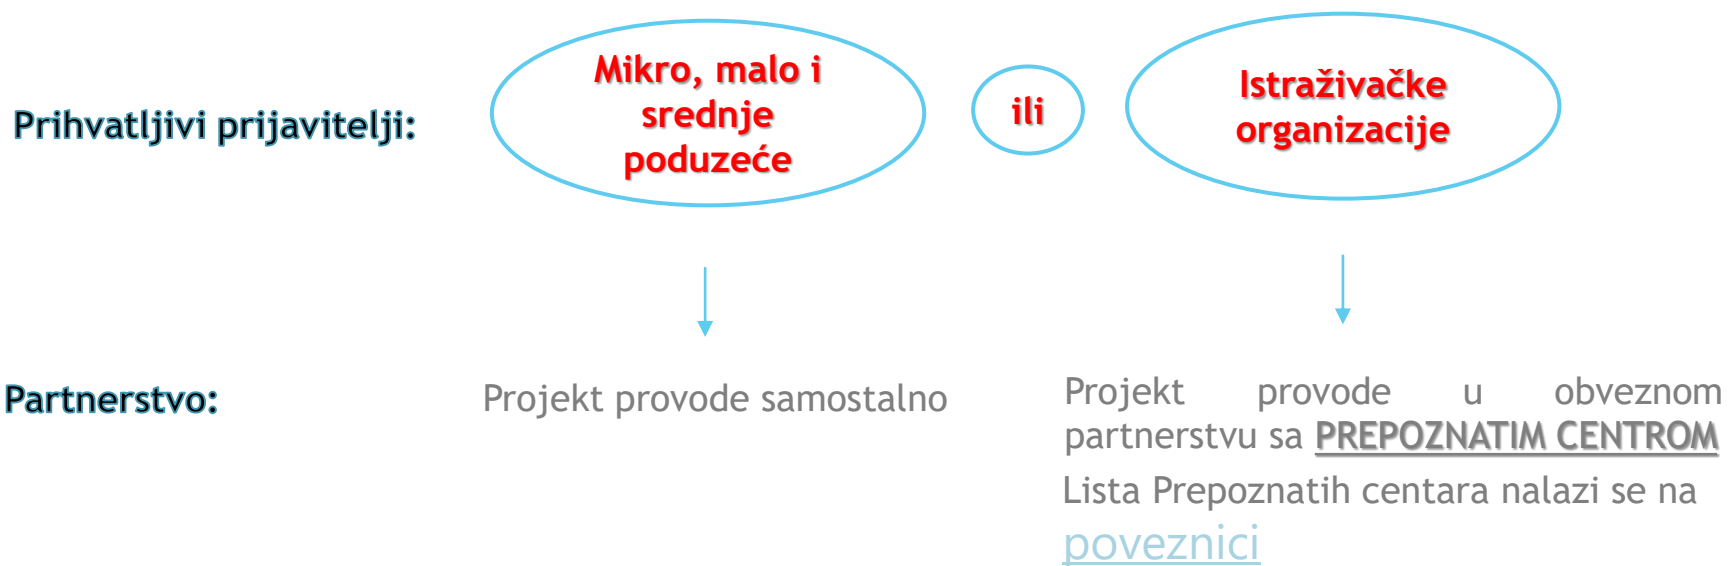 Prihvatljivi prijavitelji:
Mikro, malo i
srednje
poduzeće
ili
Istraživačke
organizacije
Partnerstvo:
Projekt provode samostalno
Projekt provode u obveznom
partnerstvu sa PREPOZNATIM CENTROM
Lista Prepoznatih centara nalazi se na
poveznici